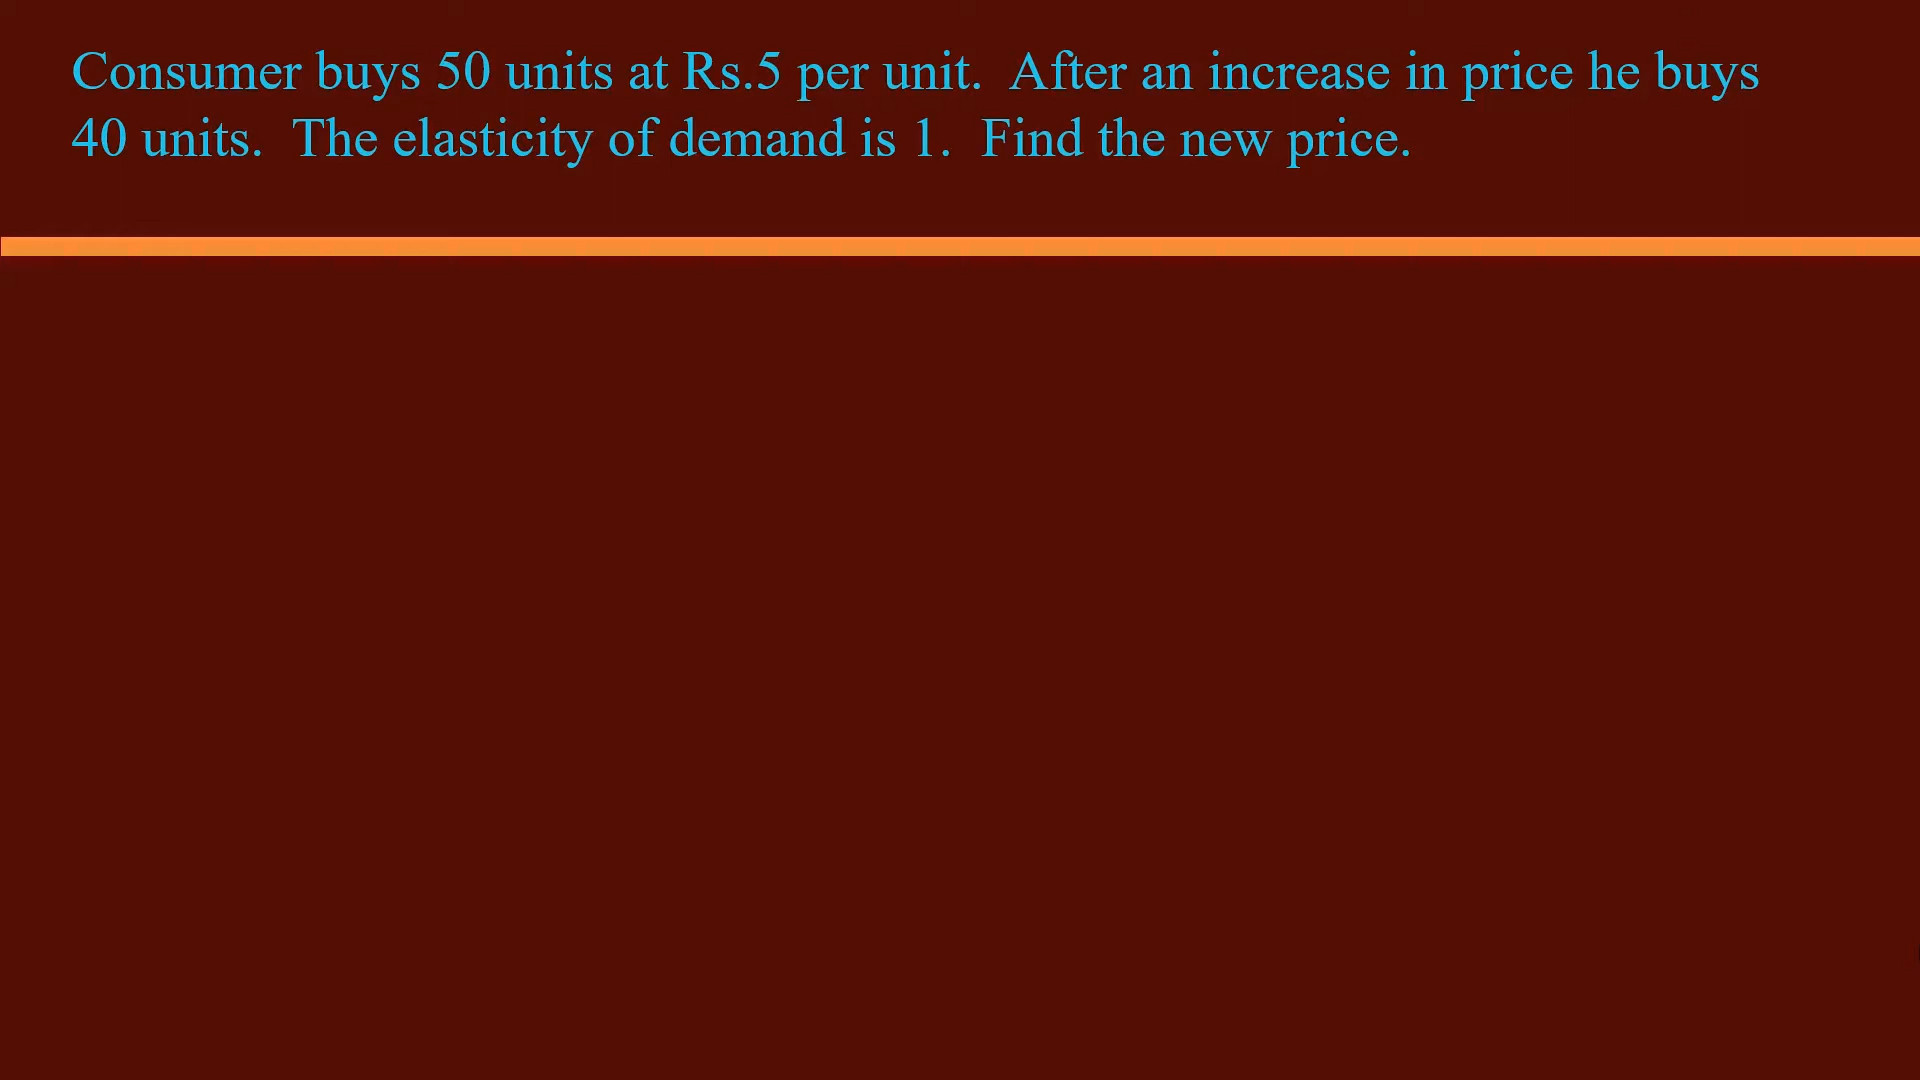 Consumer buys 50 units at Rs.5 per unit.  After an increase in price he buys
40 units.  The elasticity of demand is 1.  Find the new price.